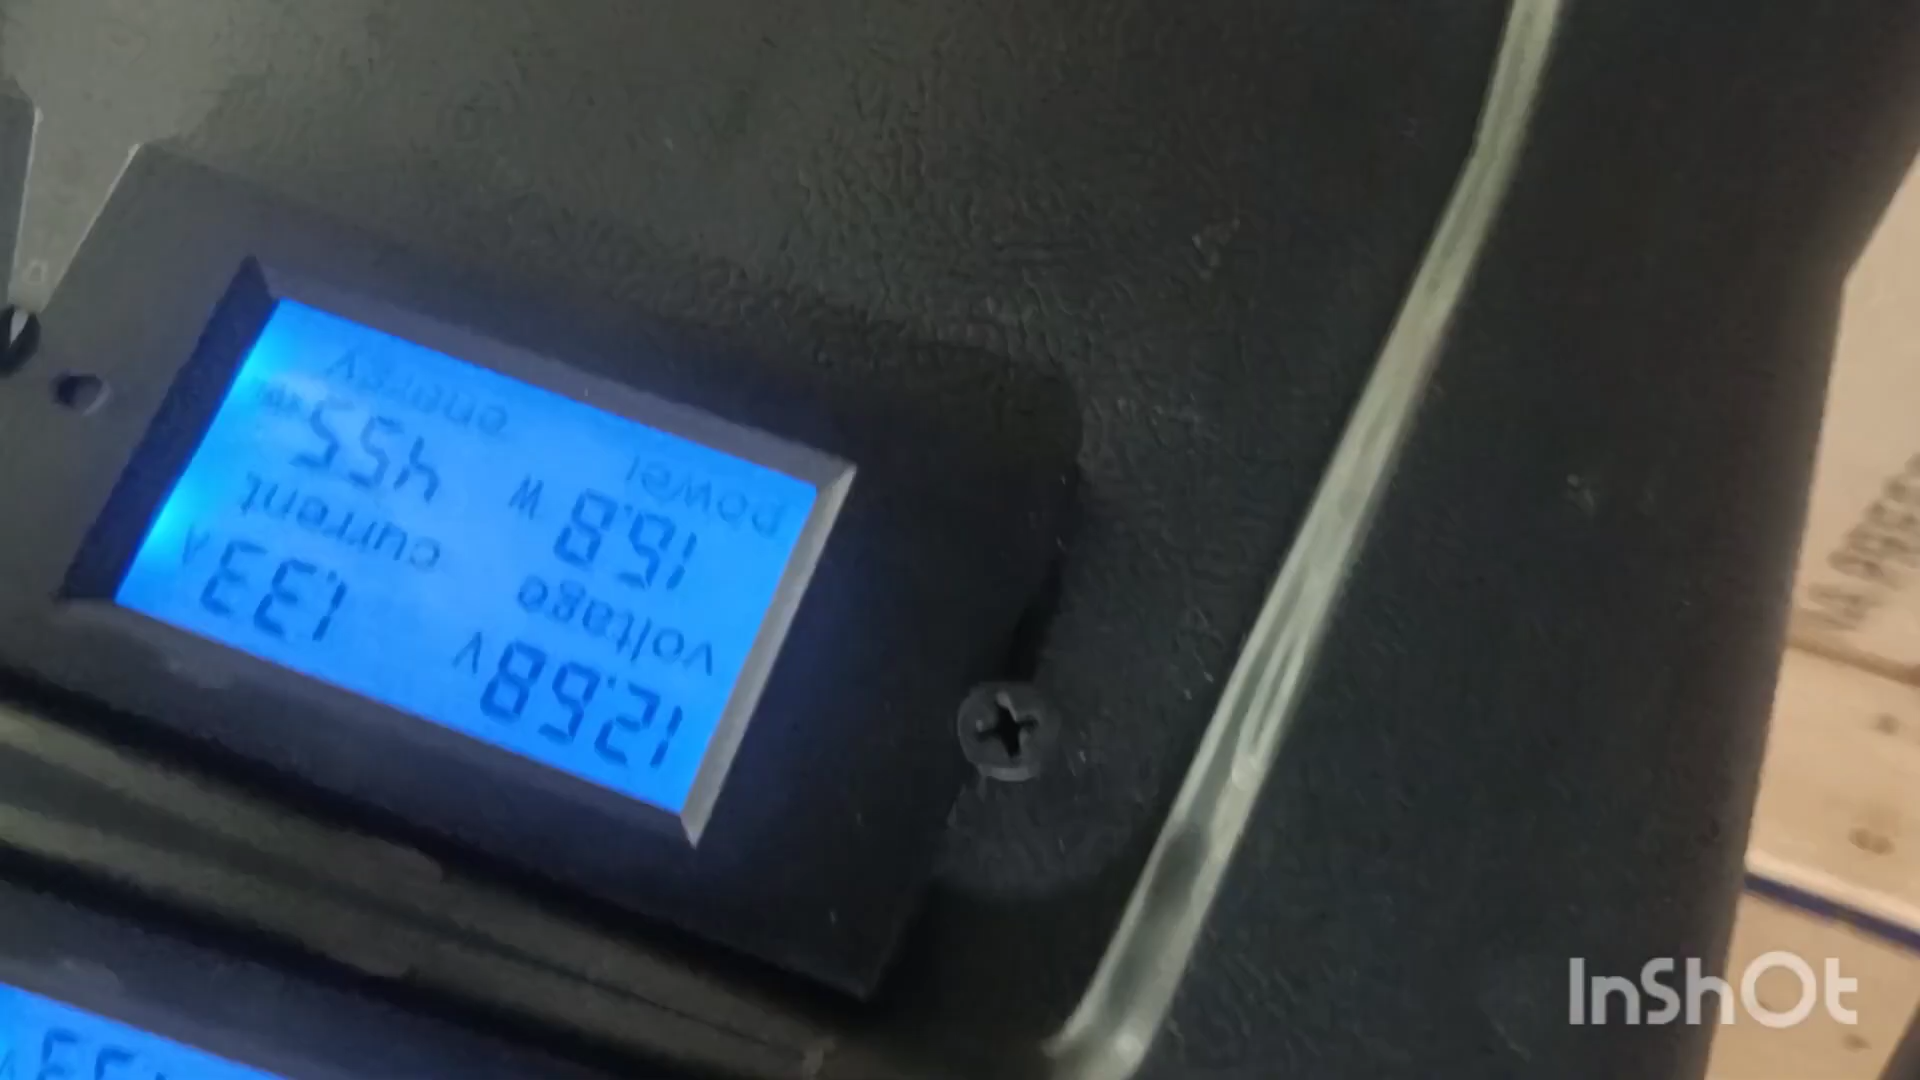 12.58 V 1.33 A
voltage current
15.8 W 455 Wh
power energy
InShOt